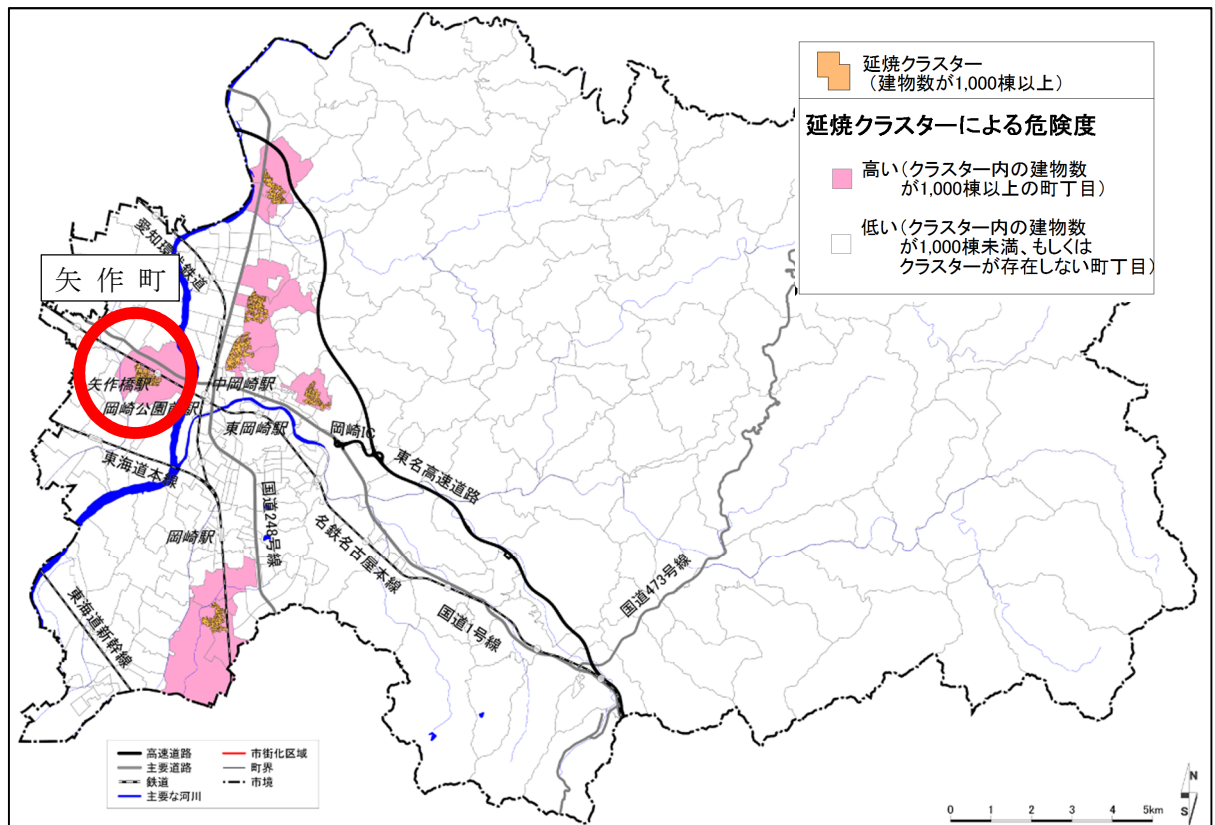 延焼クラスター
(建物数が1,000棟以上)
延焼クラスターによる危険度
高い(クラスター内の建物数
が1,000棟以上の町丁目)
低い(クラスター内の建物数
が1,000棟未満、もしくは
クラスターが存在しない町丁目)
矢作町
愛知環状鉄道
矢作橋駅
中岡崎駅
岡崎公園前駅
東岡崎駅
岡崎IC
東名高速道路
東海道本線
国道248号線
岡崎駅
名鉄名古屋本線
国道473号線
国道1号線
東海道新幹線
高速道路
市街化区域
主要道路
町界
鉄道
市境
主要な河川
N
S
0 1 2 3 4 5km